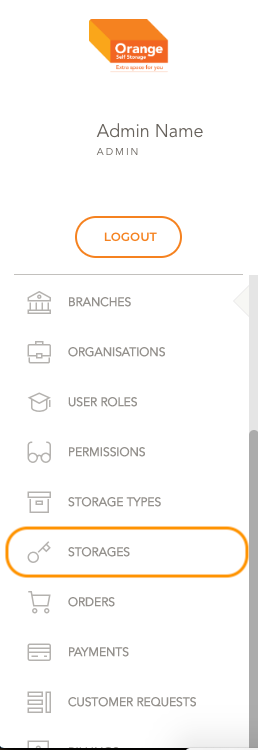 Orange
Self Storage
Extra space for you
Admin Name
ADMIN
LOGOUT
BRANCHES
ORGANISATIONS
USER ROLES
PERMISSIONS
STORAGE TYPES
STORAGES
ORDERS
PAYMENTS
CUSTOMER REQUESTS